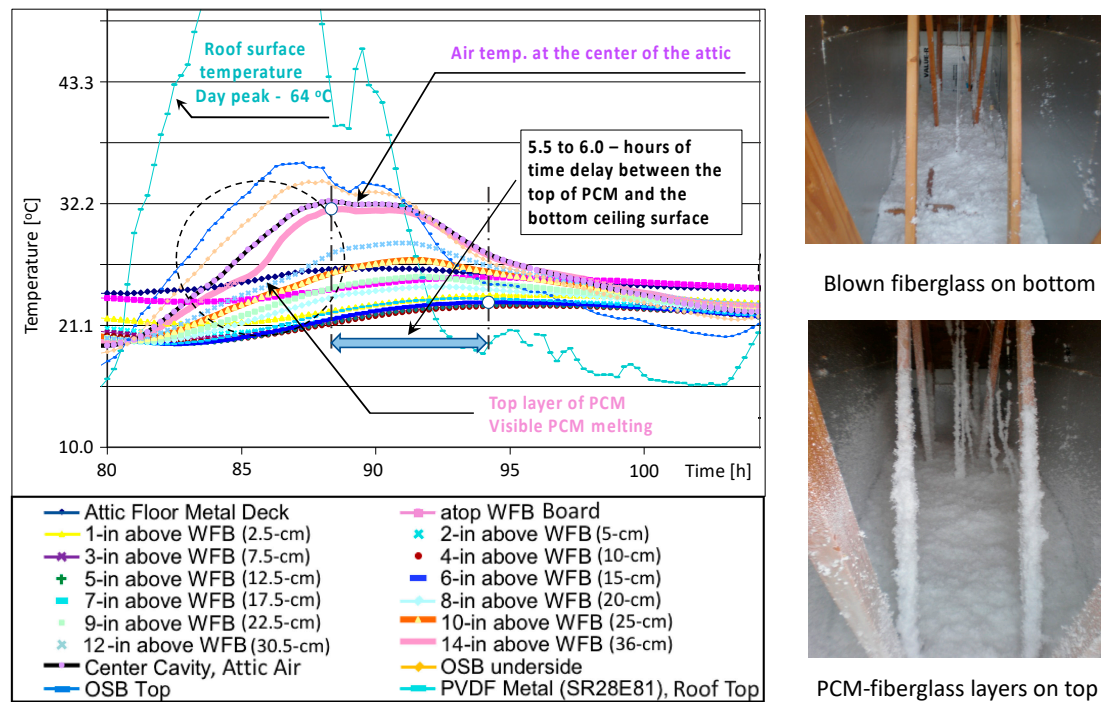 Roof surface
temperature
Day peak - 64 °C
Air temp. at the center of the attic
5.5 to 6.0 – hours of
time delay between the
top of PCM and the
bottom ceiling surface
Top layer of PCM
Visible PCM melting
Temperature [°C]
43.3
32.2
21.1
10.0
80
85
90
95
100
Time [h]
Attic Floor Metal Deck
atop WFB Board
1-in above WFB (2.5-cm)
2-in above WFB (5-cm)
3-in above WFB (7.5-cm)
4-in above WFB (10-cm)
5-in above WFB (12.5-cm)
6-in above WFB (15-cm)
7-in above WFB (17.5-cm)
8-in above WFB (20-cm)
9-in above WFB (22.5-cm)
10-in above WFB (25-cm)
12-in above WFB (30.5-cm)
14-in above WFB (36-cm)
Center Cavity, Attic Air
OSB underside
OSB Top
PVDF Metal (SR28E81), Roof Top
VALUE-R
Blown fiberglass on bottom
PCM-fiberglass layers on top